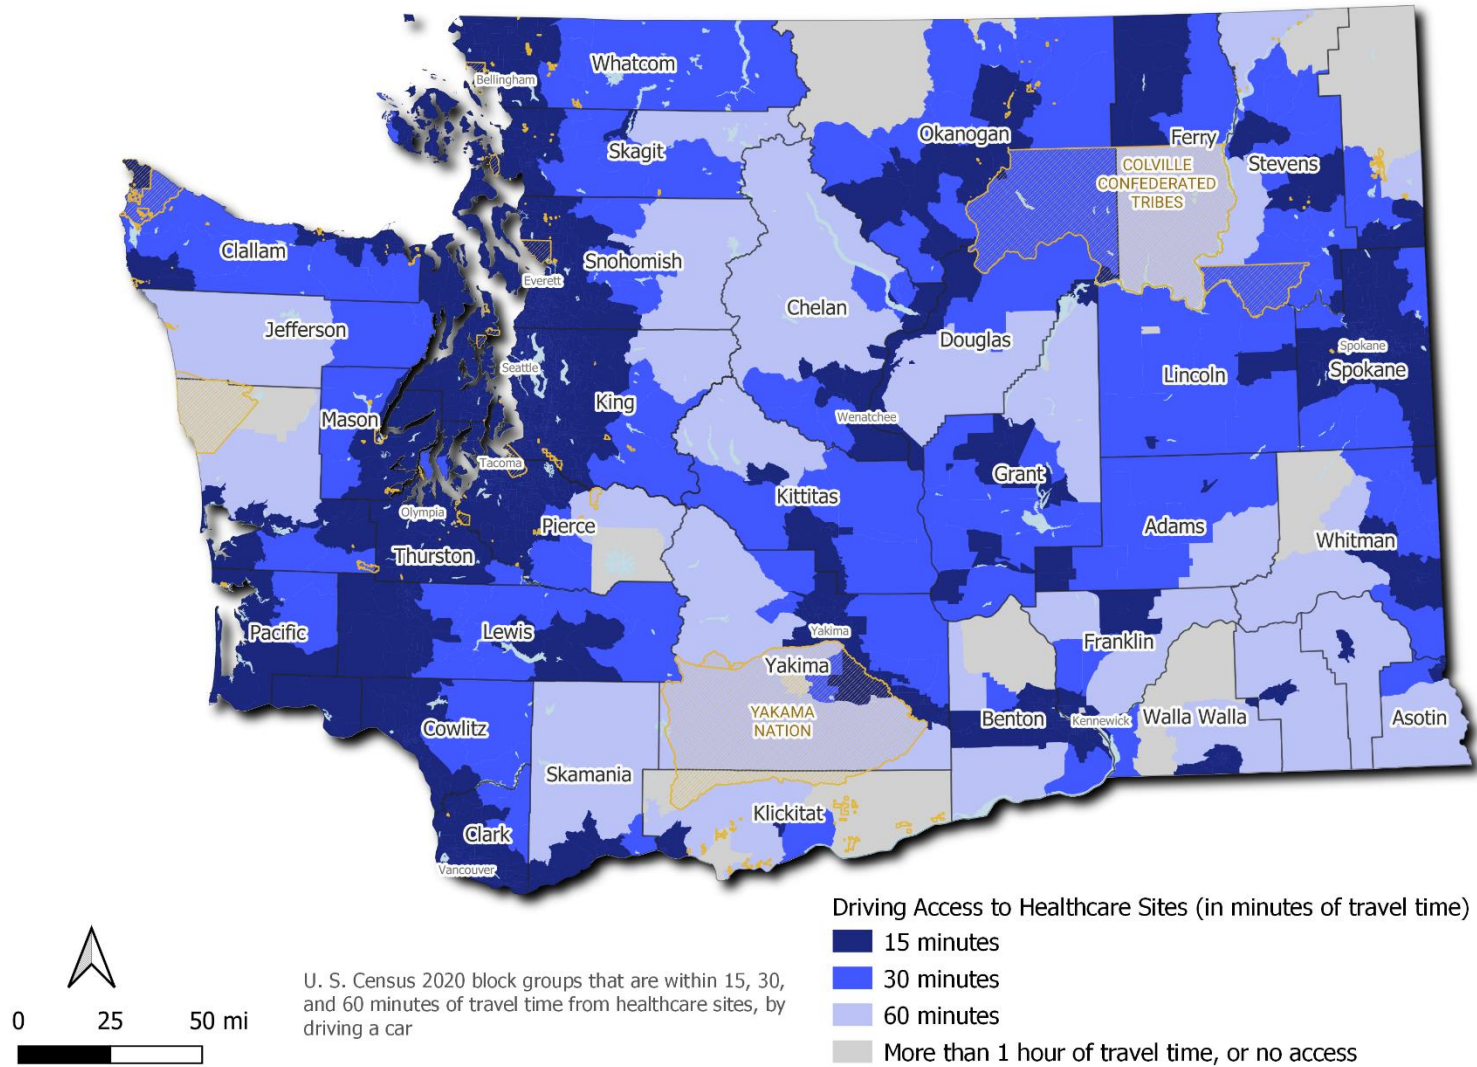 Whatcom
Bellingham
Okanogan
Ferry
Skagit
Stevens
COLVILLE
CONFEDERATED
TRIBES
Clallam
Snohomish
Everett
Chelan
Jefferson
Douglas
Seattle
Spokane
Spokane
Lincoln
King
Mason
Wenatchee
Tacoma
Grant
Kittitas
Olympia
Pierce
Adams
Whitman
Thurston
Pacific
Lewis
Yakima
Franklin
Yakima
YAKAMA
NATION
Benton
Kennewick
Walla Walla
Asotin
Cowlitz
Skamania
Klickitat
Clark
Vancouver
Driving Access to Healthcare Sites (in minutes of travel time)
15 minutes
30 minutes
60 minutes
More than 1 hour of travel time, or no access
U. S. Census 2020 block groups that are within 15, 30,
and 60 minutes of travel time from healthcare sites, by
driving a car
0 25 50 mi